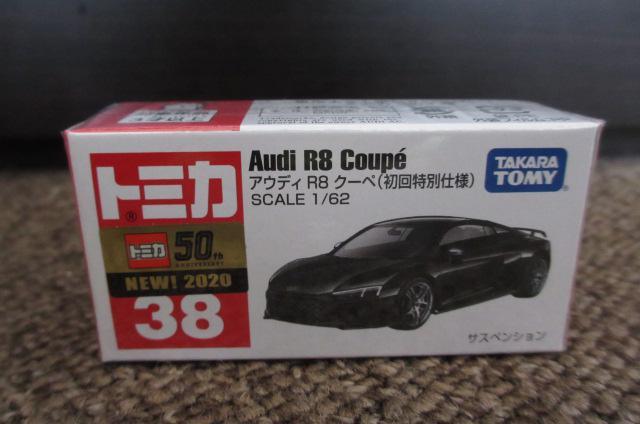 トミカ
®
トミカ 50th
ANNIVERSARY
NEW! 2020
38
Audi R8 Coupé
アウディ R8 クーペ(初回特別仕様)
SCALE 1/62
TAKARA
TOMY
サスペンション